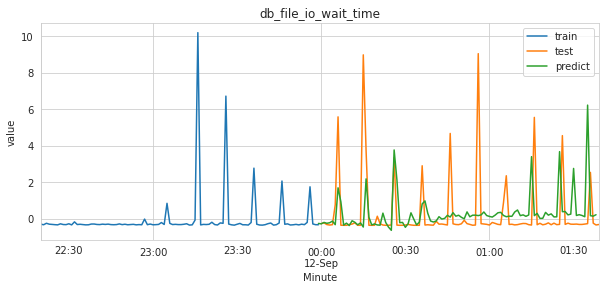 db_file_io_wait_time
train
test
predict
value
10
8
6
4
2
0
22:30
23:00
23:30
00:00
12-Sep
00:30
01:00
01:30
Minute